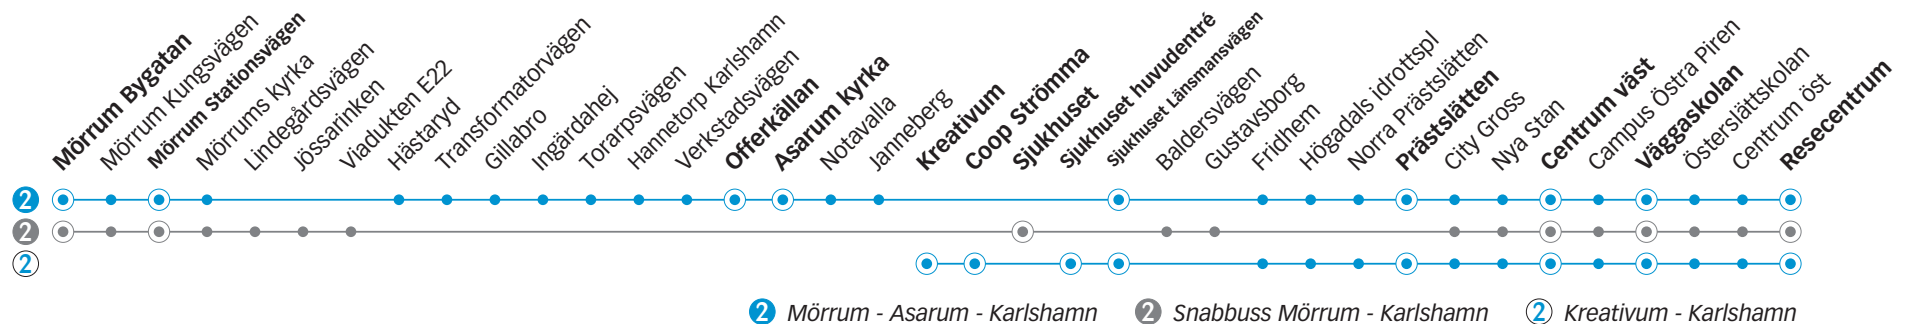 Mörrum Bygatan
Mörrum Kungsvägen
Mörrum Stationsvägen
Mörrums Kyrka
Lindegårdsvägen
Jössarinken
Viadukten E22
Hästaryd
Transformatorvägen
Gillabro
Ingärdahej
Torarpsvägen
Hannetorp Karlshamn
Verkstadsvägen
Offerkällan
Asarum kyrka
Notavalla
Janneberg
Kreativum
Coop Strömma
Sjukhuset
Sjukhuset huvudentré
Sjukhuset Länsmansvägen
Baldersvägen
Gustavsborg
Fridhem
Högadals idrottspl
Norra Prästslätten
Prästslätten
City Gross
Nya Stan
Centrum väst
Campus Östra Piren
Väggaskolan
Österslättskolan
Centrum öst
Resecentrum
2
2
2
2 Mörrum - Asarum - Karlshamn 2 Snabbuss Mörrum - Karlshamn 2 Kreativum - Karlshamn